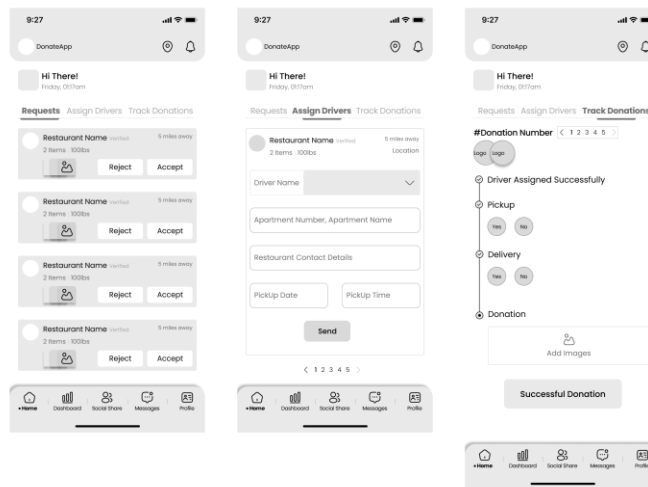 9:27
DonateApp
Hi There!
Friday, 01:17am
Requests Assign Drivers Track Donations
Restaurant Name Verified 5 miles away
2 Items 100lbs
Reject Accept
Restaurant Name Verified 5 miles away
2 Items 100lbs
Reject Accept
Restaurant Name Verified 5 miles away
2 Items 100lbs
Reject Accept
Restaurant Name Verified 5 miles away
2 Items 100lbs
Reject Accept
Home Dashboard Social Share Messages Profile
9:27
DonateApp
Hi There!
Friday, 01:17am
Requests Assign Drivers Track Donations
Restaurant Name Verified 5 miles away
2 Items 100lbs Location
Driver Name
Apartment Number, Apartment Name
Restaurant Contact Details
PickUp Date PickUp Time
Send
< 1 2 3 4 5 >
Home Dashboard Social Share Messages Profile
9:27
DonateApp
Hi There!
Friday, 01:17am
Requests Assign Drivers Track Donations
#Donation Number < 1 2 3 4 5 >
Logo Logo
Driver Assigned Successfully
Pickup
Yes No
Delivery
Yes No
Donation
Add Images
Successful Donation
Home Dashboard Social Share Messages Profile